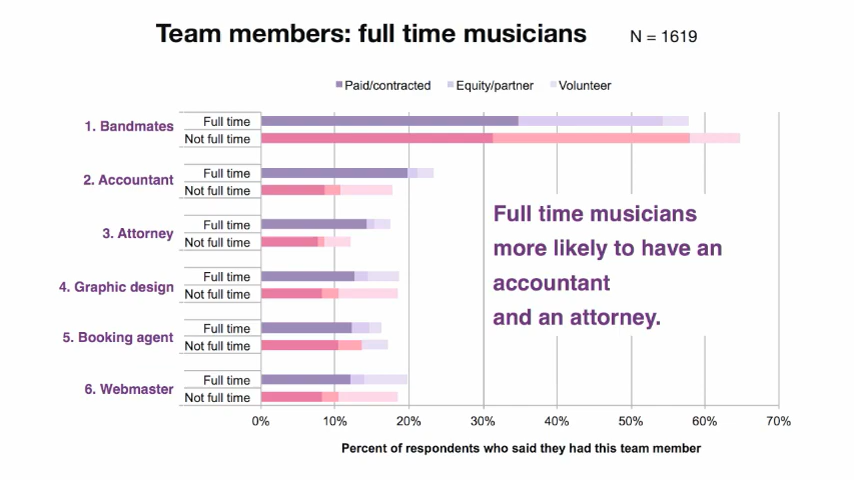 Team members: full time musicians N = 1619
Paid/contracted Equity/partner Volunteer
1. Bandmates
Full time
Not full time
2. Accountant
Full time
Not full time
3. Attorney
Full time
Not full time
4. Graphic design
Full time
Not full time
5. Booking agent
Full time
Not full time
6. Webmaster
Full time
Not full time
Full time musicians
more likely to have an
accountant
and an attorney.
0% 10% 20% 30% 40% 50% 60% 70%
Percent of respondents who said they had this team member